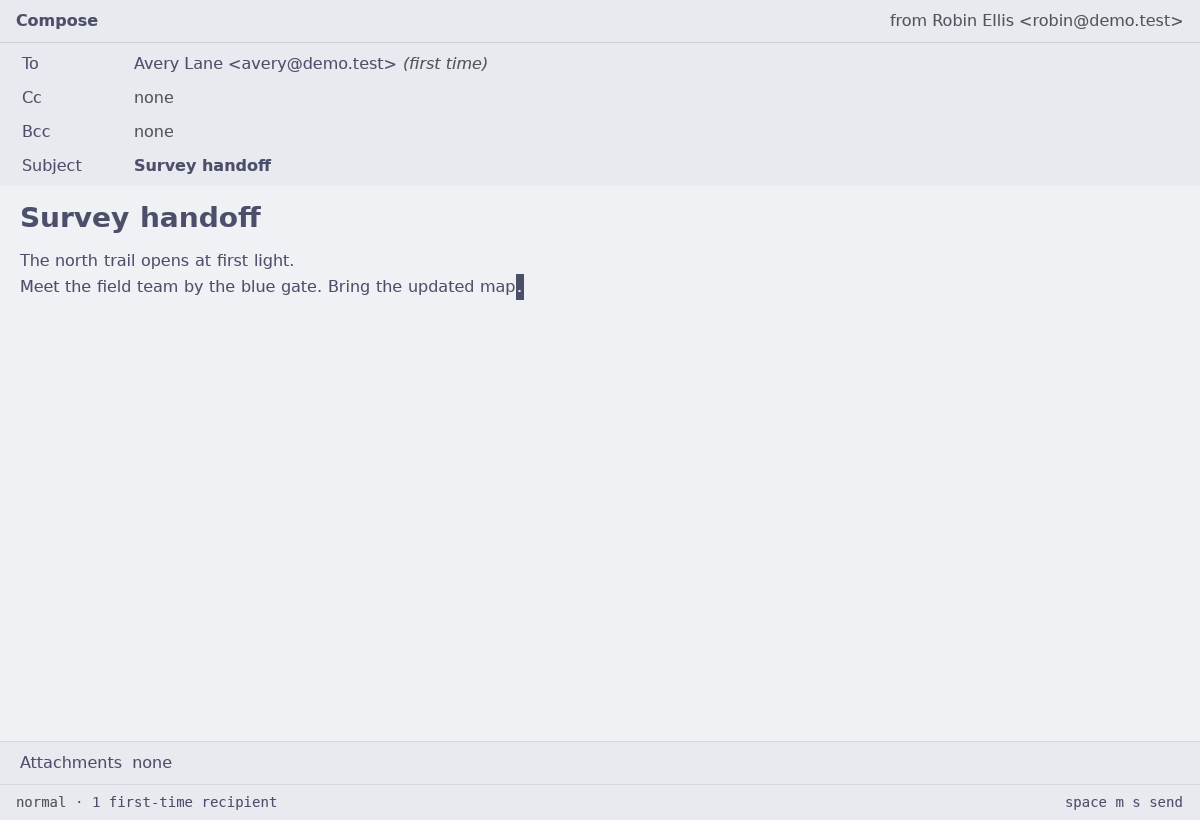 Compose
from Robin Ellis <robin@demo.test>
To
Avery Lane <avery@demo.test> (first time)
Cc
none
Bcc
none
Subject
Survey handoff
Survey handoff
The north trail opens at first light.
Meet the field team by the blue gate. Bring the updated map.
Attachments none
normal · 1 first-time recipient
space m s send